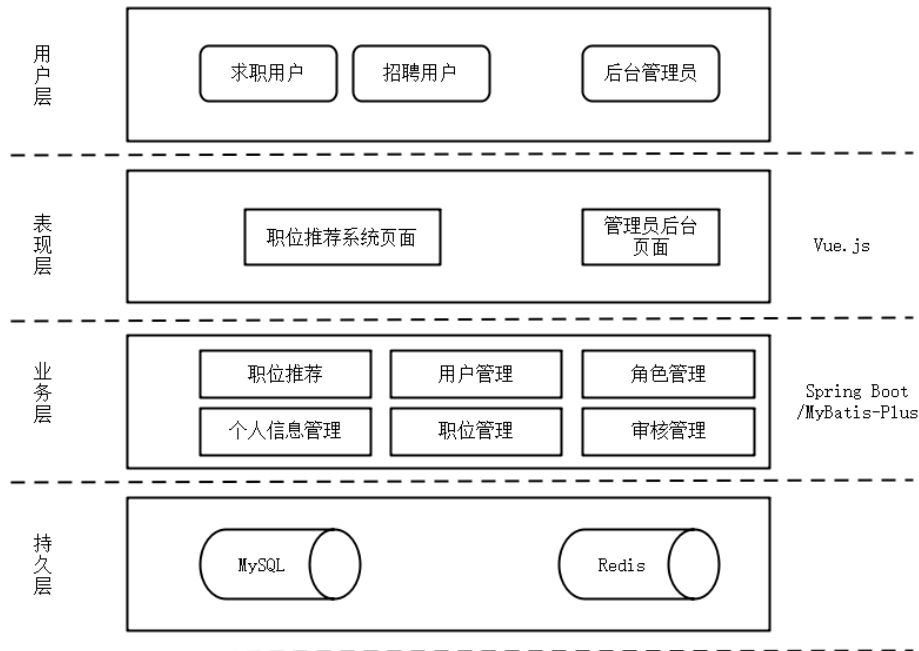 用户层
求职用户
招聘用户
后台管理员
表现层
职位推荐系统页面
管理员后台
页面
Vue.js
业务层
职位推荐
用户管理
角色管理
个人信息管理
职位管理
审核管理
Spring Boot
/MyBatis-Plus
持久层
MySQL
Redis